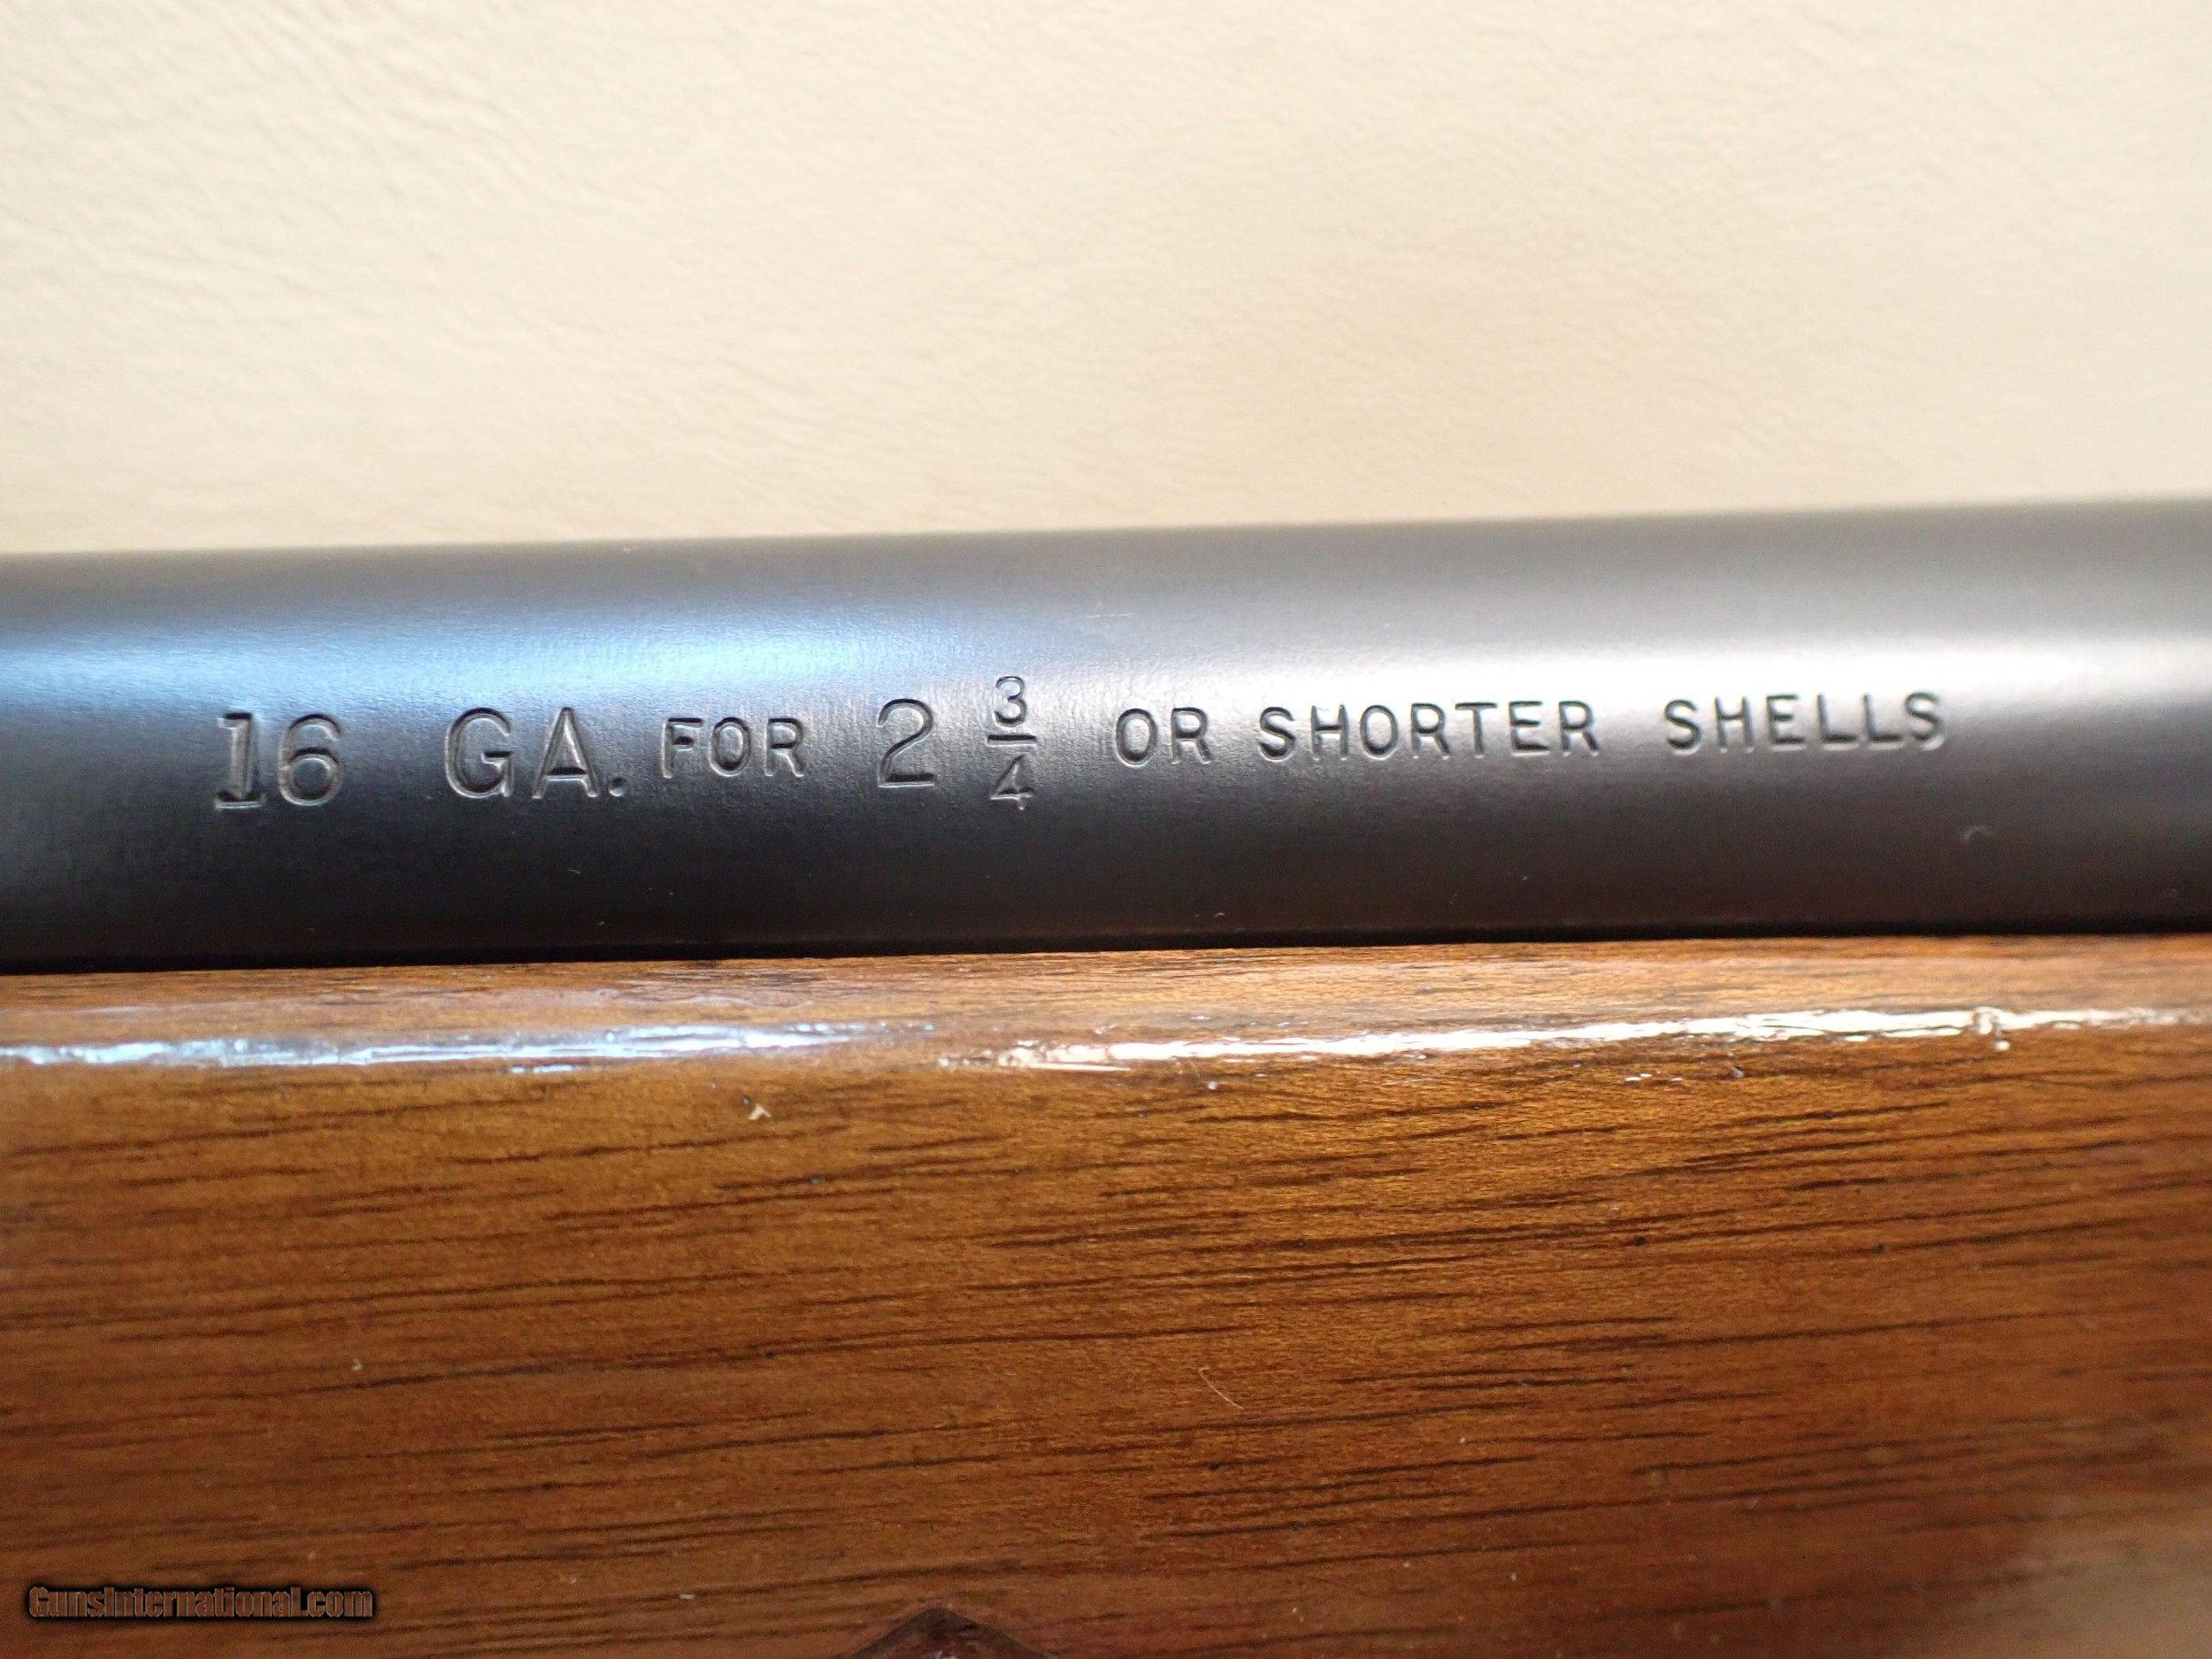 16 GA. FOR 2 3/4 OR SHORTER SHELLS
GunsInternational.com